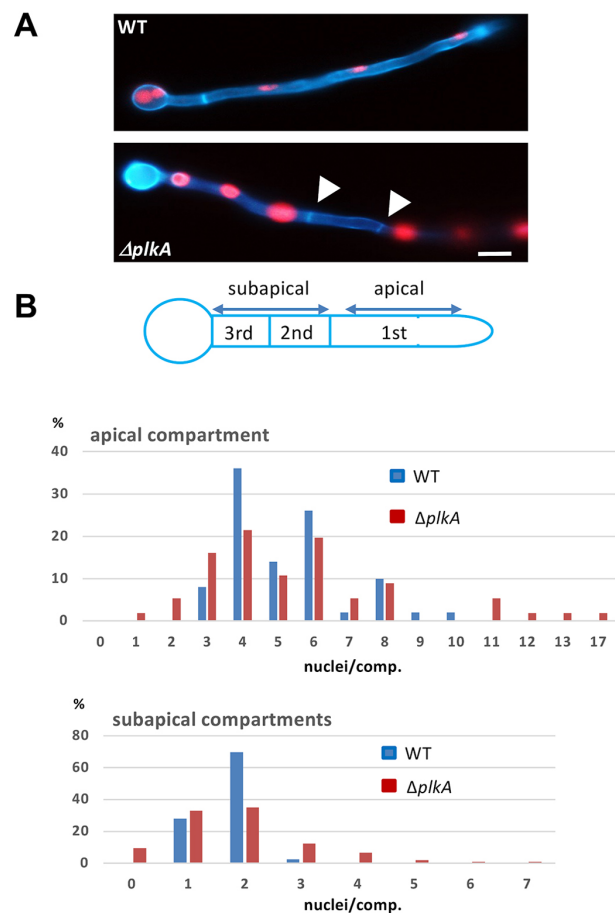 A
WT
ΔplkA
B
subapical apical
3rd 2nd 1st
%
apical compartment
40
30
20
10
0
WT
ΔplkA
0 1 2 3 4 5 6 7 8 9 10 11 12 13 17
nuclei/comp.
%
subapical compartments
80
60
40
20
0
WT
ΔplkA
0 1 2 3 4 5 6 7
nuclei/comp.